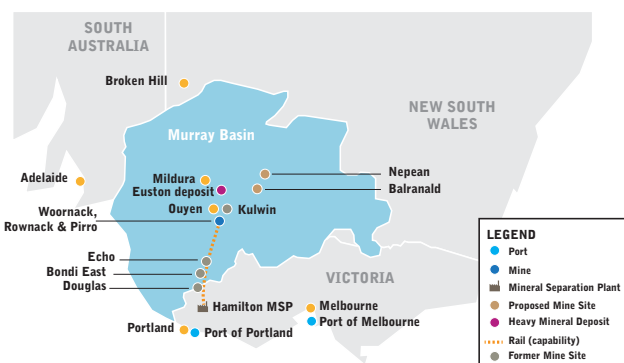 SOUTH
AUSTRALIA
Broken Hill
NEW SOUTH
WALES
Murray Basin
Adelaide
Mildura
Euston deposit
Nepean
Balranald
Woornack,
Rownack & Pirro
Ouyen
Kulwin
Echo
Bondi East
Douglas
VICTORIA
Hamilton MSP
Melbourne
Port of Melbourne
Portland
Port of Portland
LEGEND
Port
Mine
Mineral Separation Plant
Proposed Mine Site
Heavy Mineral Deposit
Rail (capability)
Former Mine Site